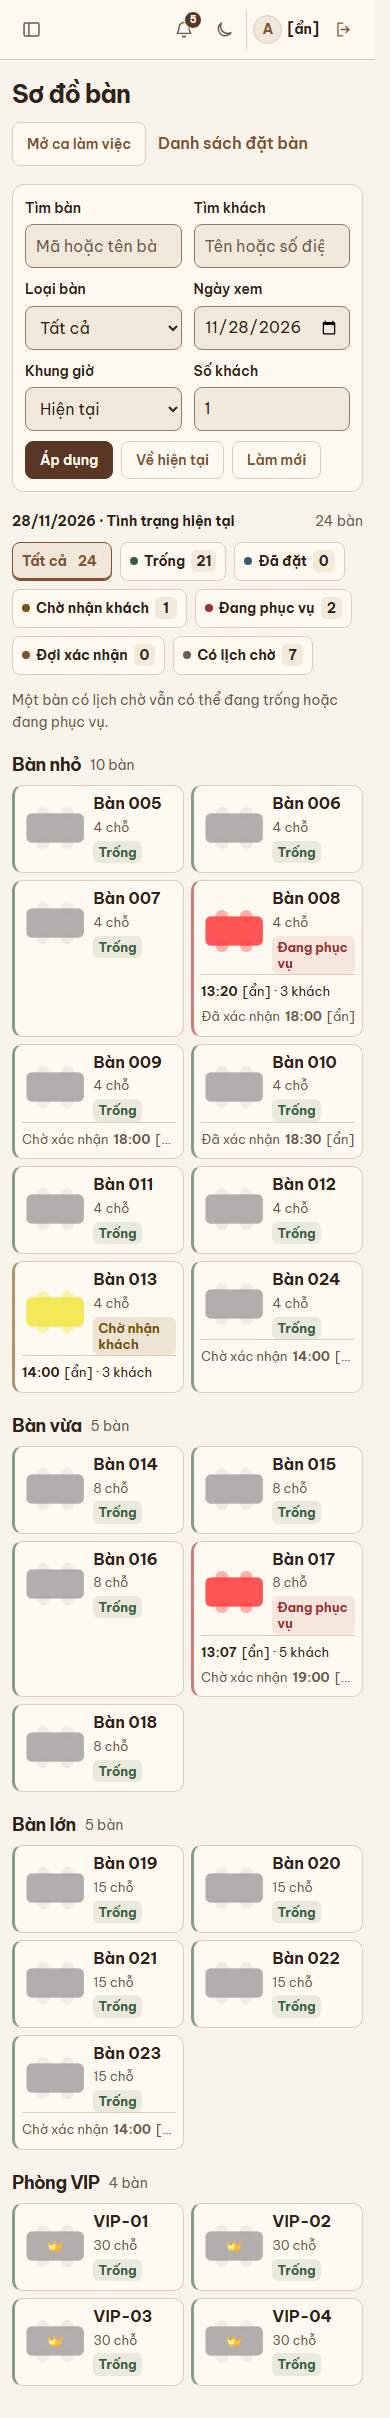 5
A [ẩn]
Sơ đồ bàn
Mở ca làm việc Danh sách đặt bàn
Tìm bàn Tìm khách
Mã hoặc tên bà Tên hoặc số điệ
Loại bàn Ngày xem
Tất cả 11/28/2026
Khung giờ Số khách
Hiện tại 1
Áp dụng Về hiện tại Làm mới
28/11/2026 · Tình trạng hiện tại 24 bàn
Tất cả 24 Trống 21 Đã đặt 0
Chờ nhận khách 1 Đang phục vụ 2
Đợi xác nhận 0 Có lịch chờ 7
Một bàn có lịch chờ vẫn có thể đang trống hoặc
đang phục vụ.
Bàn nhỏ 10 bàn
Bàn 005
4 chỗ
Trống
Bàn 006
4 chỗ
Trống
Bàn 007
4 chỗ
Trống
Bàn 008
4 chỗ
Đang phục
vụ
13:20 [ẩn] · 3 khách
Đã xác nhận 18:00 [ẩn]
Bàn 009
4 chỗ
Trống
Chờ xác nhận 18:00 [...
Bàn 010
4 chỗ
Trống
Đã xác nhận 18:30 [ẩn]
Bàn 011
4 chỗ
Trống
Bàn 012
4 chỗ
Trống
Bàn 013
4 chỗ
Chờ nhận
khách
14:00 [ẩn] · 3 khách
Bàn 024
4 chỗ
Trống
Chờ xác nhận 14:00 [...
Bàn vừa 5 bàn
Bàn 014
8 chỗ
Trống
Bàn 015
8 chỗ
Trống
Bàn 016
8 chỗ
Trống
Bàn 017
8 chỗ
Đang phục
vụ
13:07 [ẩn] · 5 khách
Chờ xác nhận 19:00 [...
Bàn 018
8 chỗ
Trống
Bàn lớn 5 bàn
Bàn 019
15 chỗ
Trống
Bàn 020
15 chỗ
Trống
Bàn 021
15 chỗ
Trống
Bàn 022
15 chỗ
Trống
Bàn 023
15 chỗ
Trống
Chờ xác nhận 14:00 [...
Phòng VIP 4 bàn
VIP-01
30 chỗ
Trống
VIP-02
30 chỗ
Trống
VIP-03
30 chỗ
Trống
VIP-04
30 chỗ
Trống